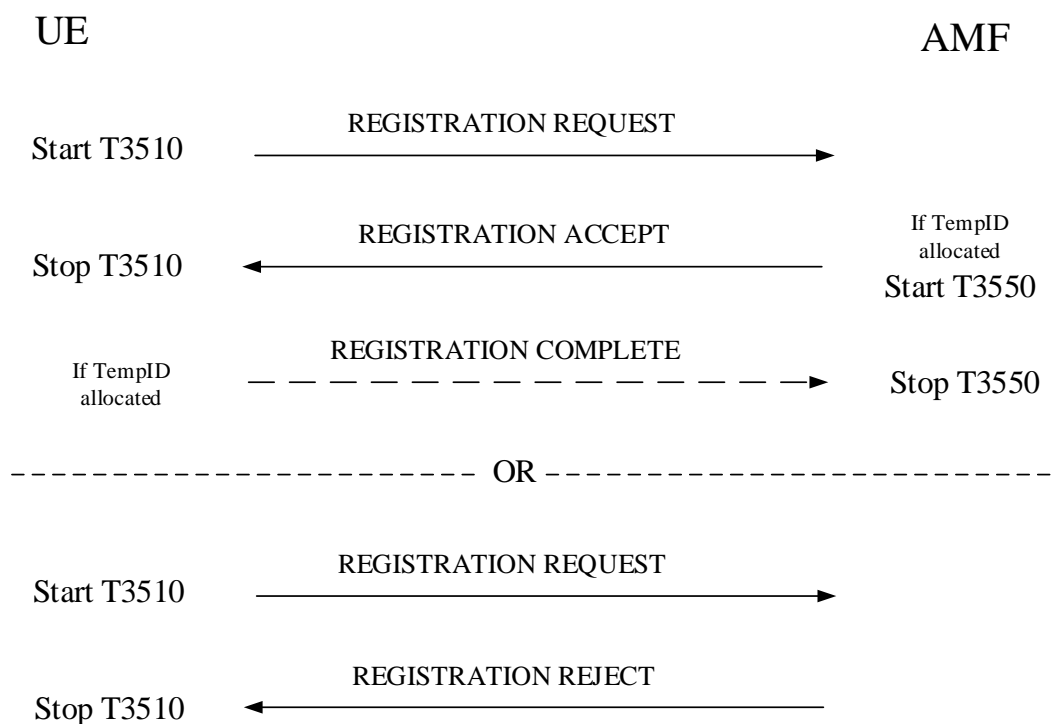 UE
AMF
REGISTRATION REQUEST
Start T3510
If TempID
allocated
REGISTRATION ACCEPT
Stop T3510
Start T3550
REGISTRATION COMPLETE
If TempID
allocated
Stop T3550
OR
REGISTRATION REQUEST
Start T3510
REGISTRATION REJECT
Stop T3510